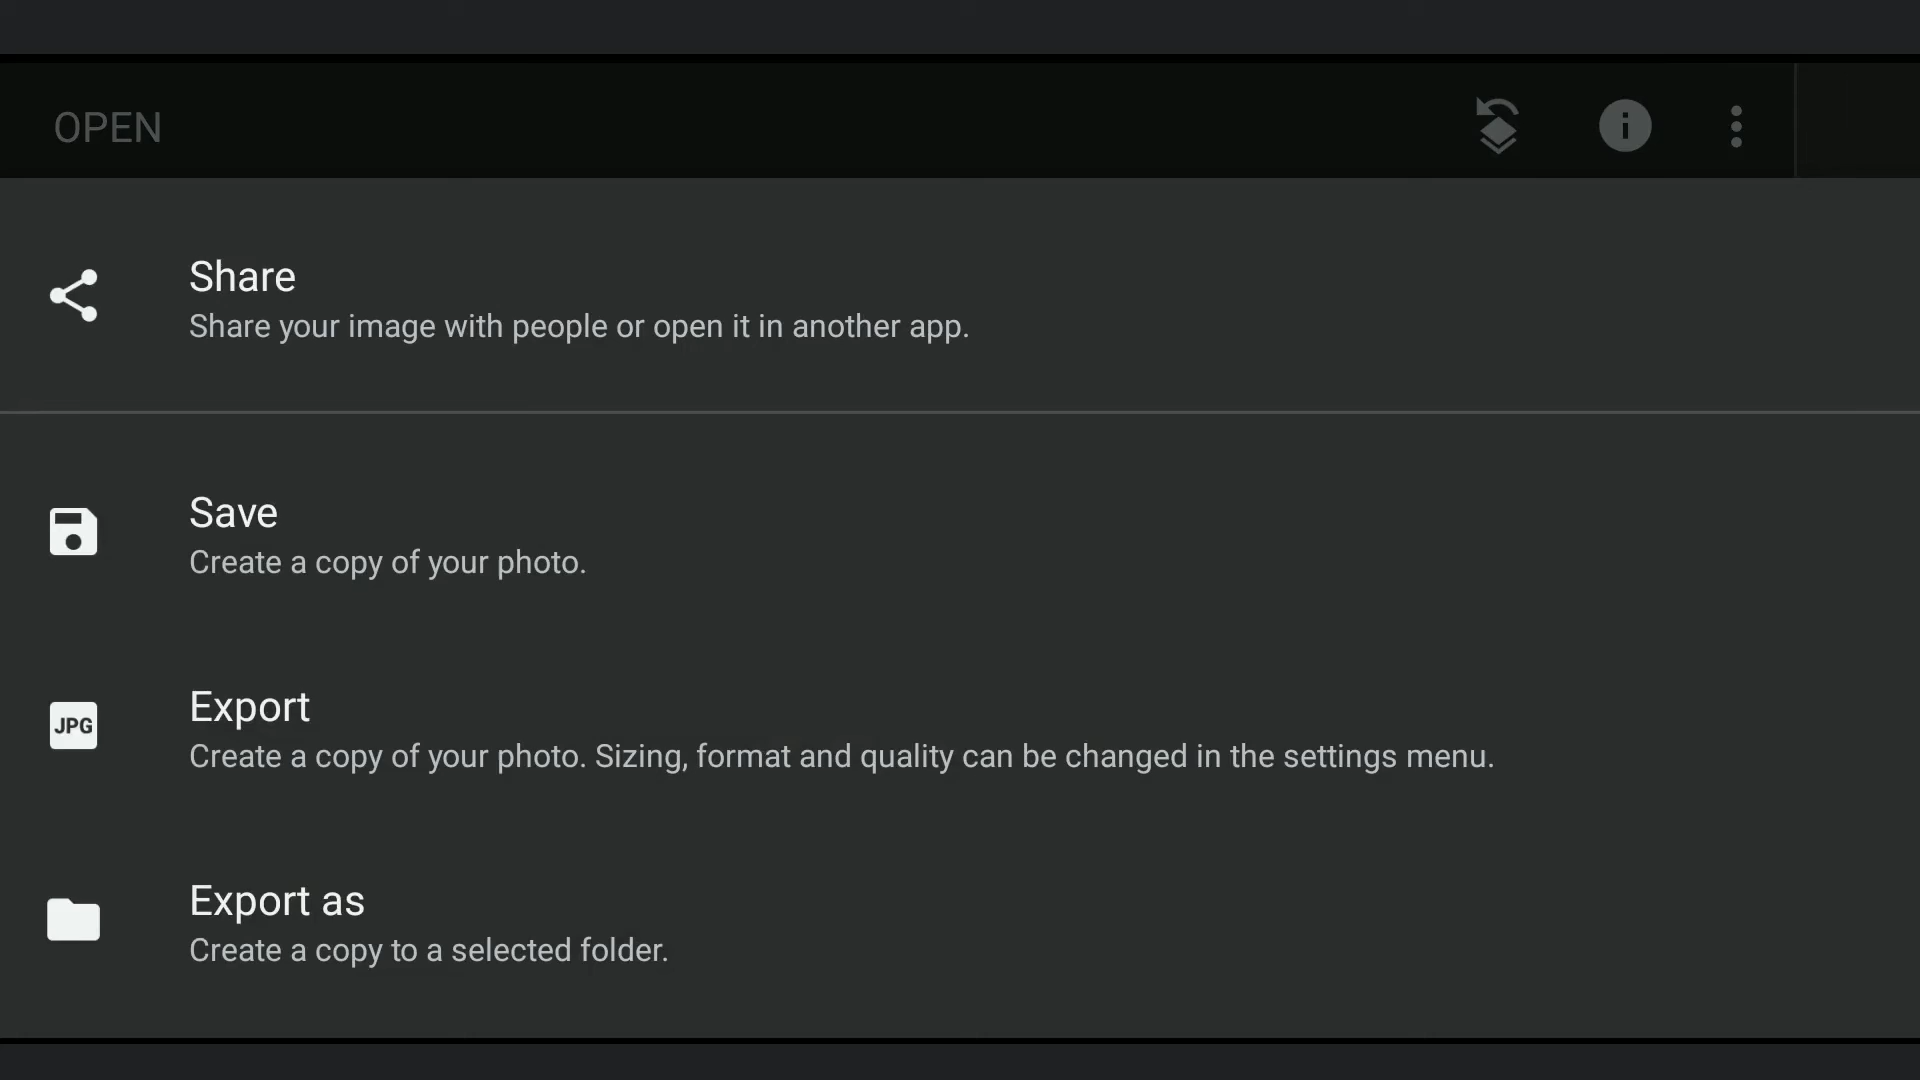 OPEN
Share
Share your image with people or open it in another app.
Save
Create a copy of your photo.
JPG
Export
Create a copy of your photo. Sizing, format and quality can be changed in the settings menu.
Export as
Create a copy to a selected folder.